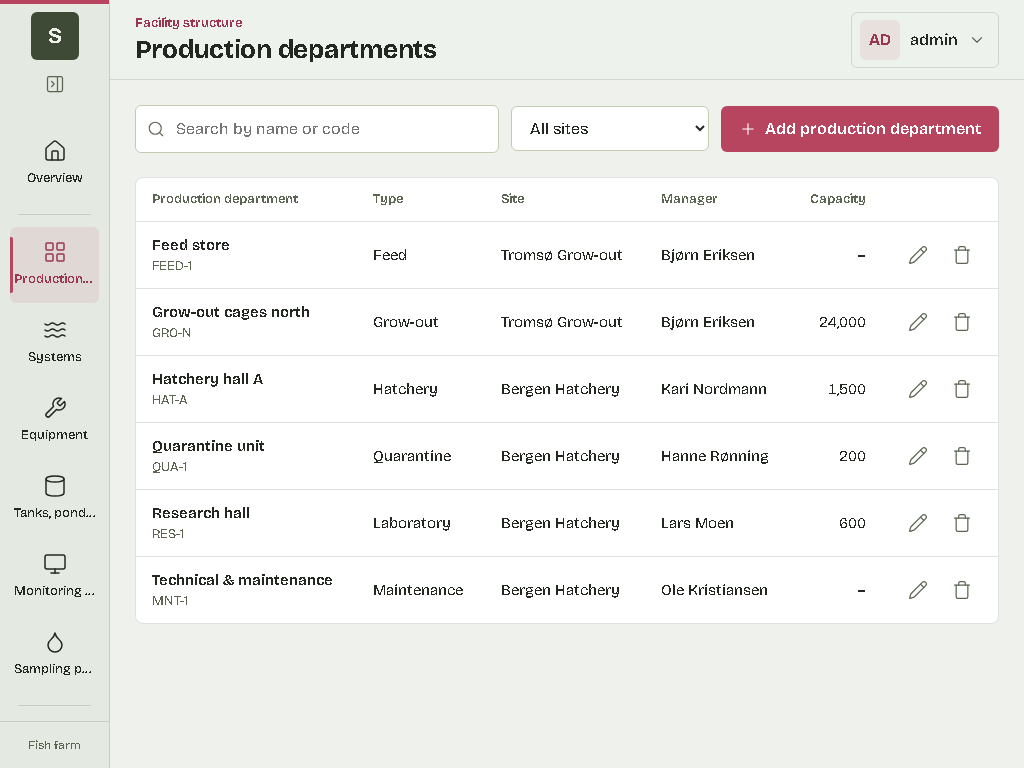 S
Overview
Production...
Systems
Equipment
Tanks, pond...
Monitoring ...
Sampling p...
Fish farm
Facility structure
Production departments
AD admin
Search by name or code
All sites
+ Add production department
Production department Type Site Manager Capacity
Feed store
FEED-1
Feed Tromsø Grow-out Bjørn Eriksen –
Grow-out cages north
GRO-N
Grow-out Tromsø Grow-out Bjørn Eriksen 24,000
Hatchery hall A
HAT-A
Hatchery Bergen Hatchery Kari Nordmann 1,500
Quarantine unit
QUA-1
Quarantine Bergen Hatchery Hanne Rønning 200
Research hall
RES-1
Laboratory Bergen Hatchery Lars Moen 600
Technical & maintenance
MNT-1
Maintenance Bergen Hatchery Ole Kristiansen –